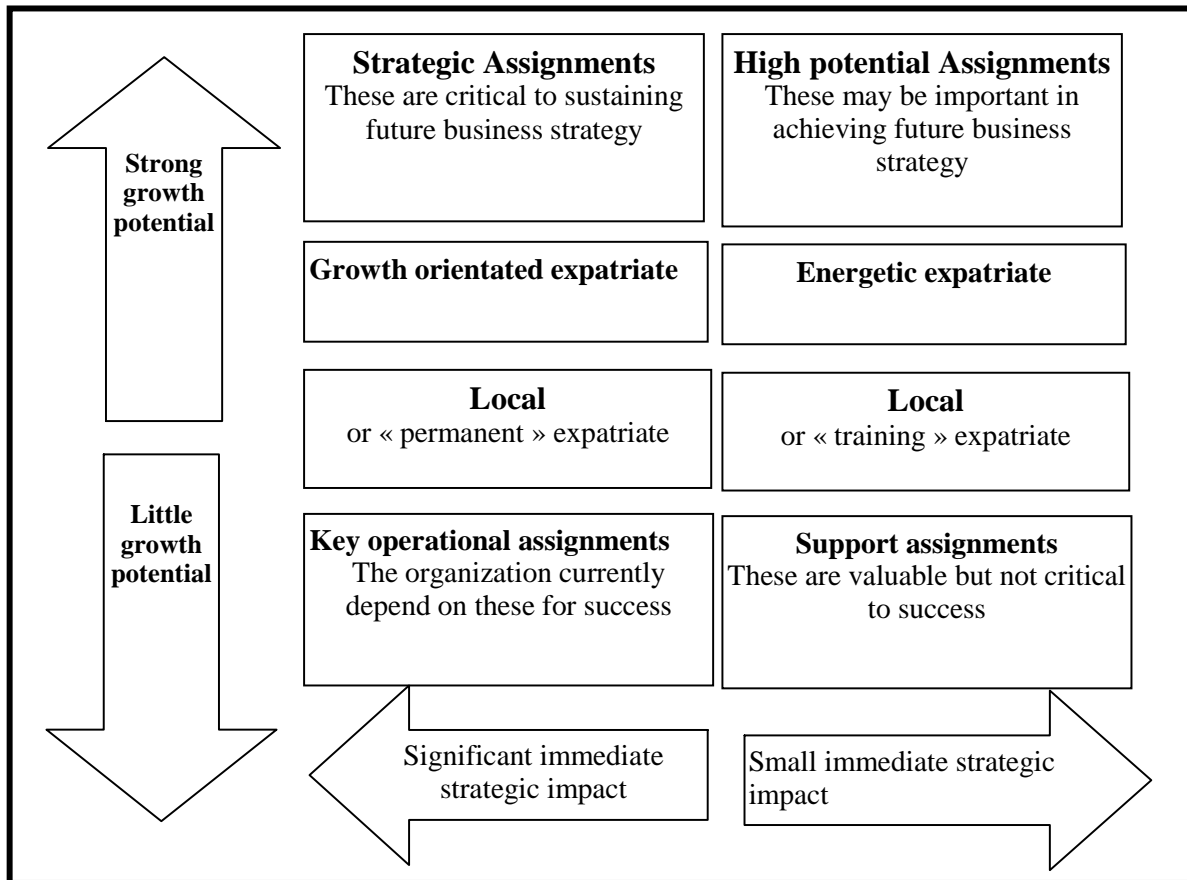 Strategic Assignments
These are critical to sustaining
future business strategy
High potential Assignments
These may be important in
achieving future business
strategy
Strong
growth
potential
Growth orientated expatriate
Energetic expatriate
Local
or « permanent » expatriate
Local
or « training » expatriate
Little
growth
potential
Key operational assignments
The organization currently
depend on these for success
Support assignments
These are valuable but not critical
to success
Significant immediate
strategic impact
Small immediate strategic
impact